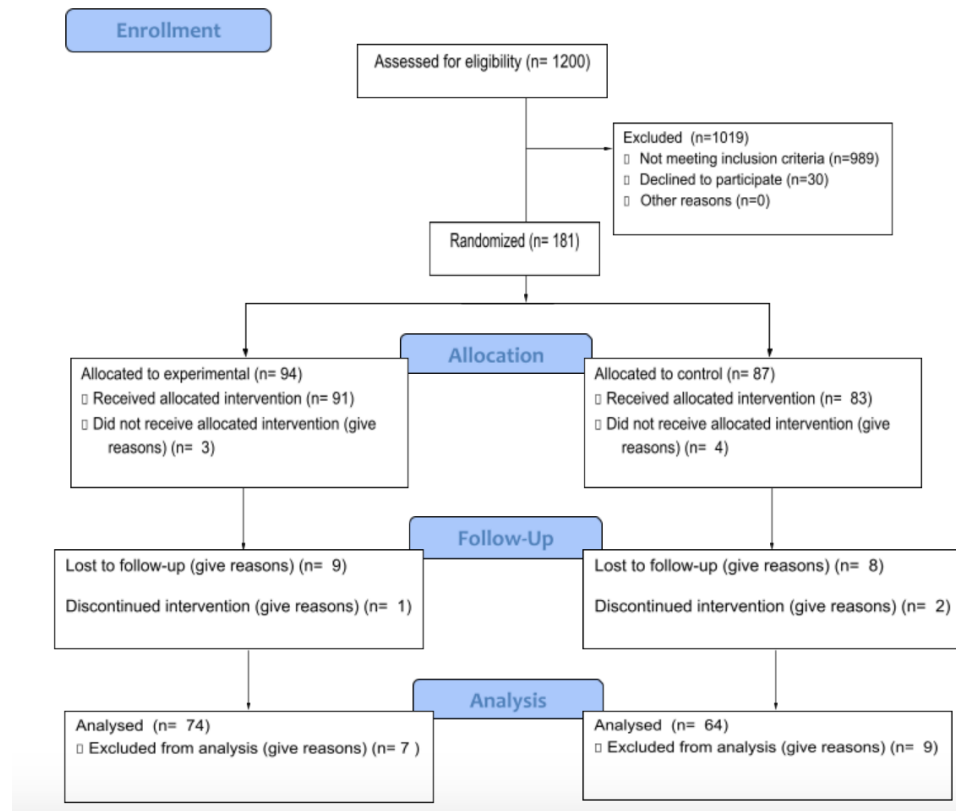 Enrollment
Assessed for eligibility (n= 1200)
Excluded (n=1019)
▯ Not meeting inclusion criteria (n=989)
▯ Declined to participate (n=30)
▯ Other reasons (n=0)
Randomized (n= 181)
Allocation
Allocated to experimental (n= 94)
▯ Received allocated intervention (n= 91)
▯ Did not receive allocated intervention (give
reasons) (n= 3)
Allocated to control (n= 87)
▯ Received allocated intervention (n= 83)
▯ Did not receive allocated intervention (give
reasons) (n= 4)
Follow-Up
Lost to follow-up (give reasons) (n= 9)
Discontinued intervention (give reasons) (n= 1)
Lost to follow-up (give reasons) (n= 8)
Discontinued intervention (give reasons) (n= 2)
Analysis
Analysed (n= 74)
▯ Excluded from analysis (give reasons) (n= 7 )
Analysed (n= 64)
▯ Excluded from analysis (give reasons) (n= 9)